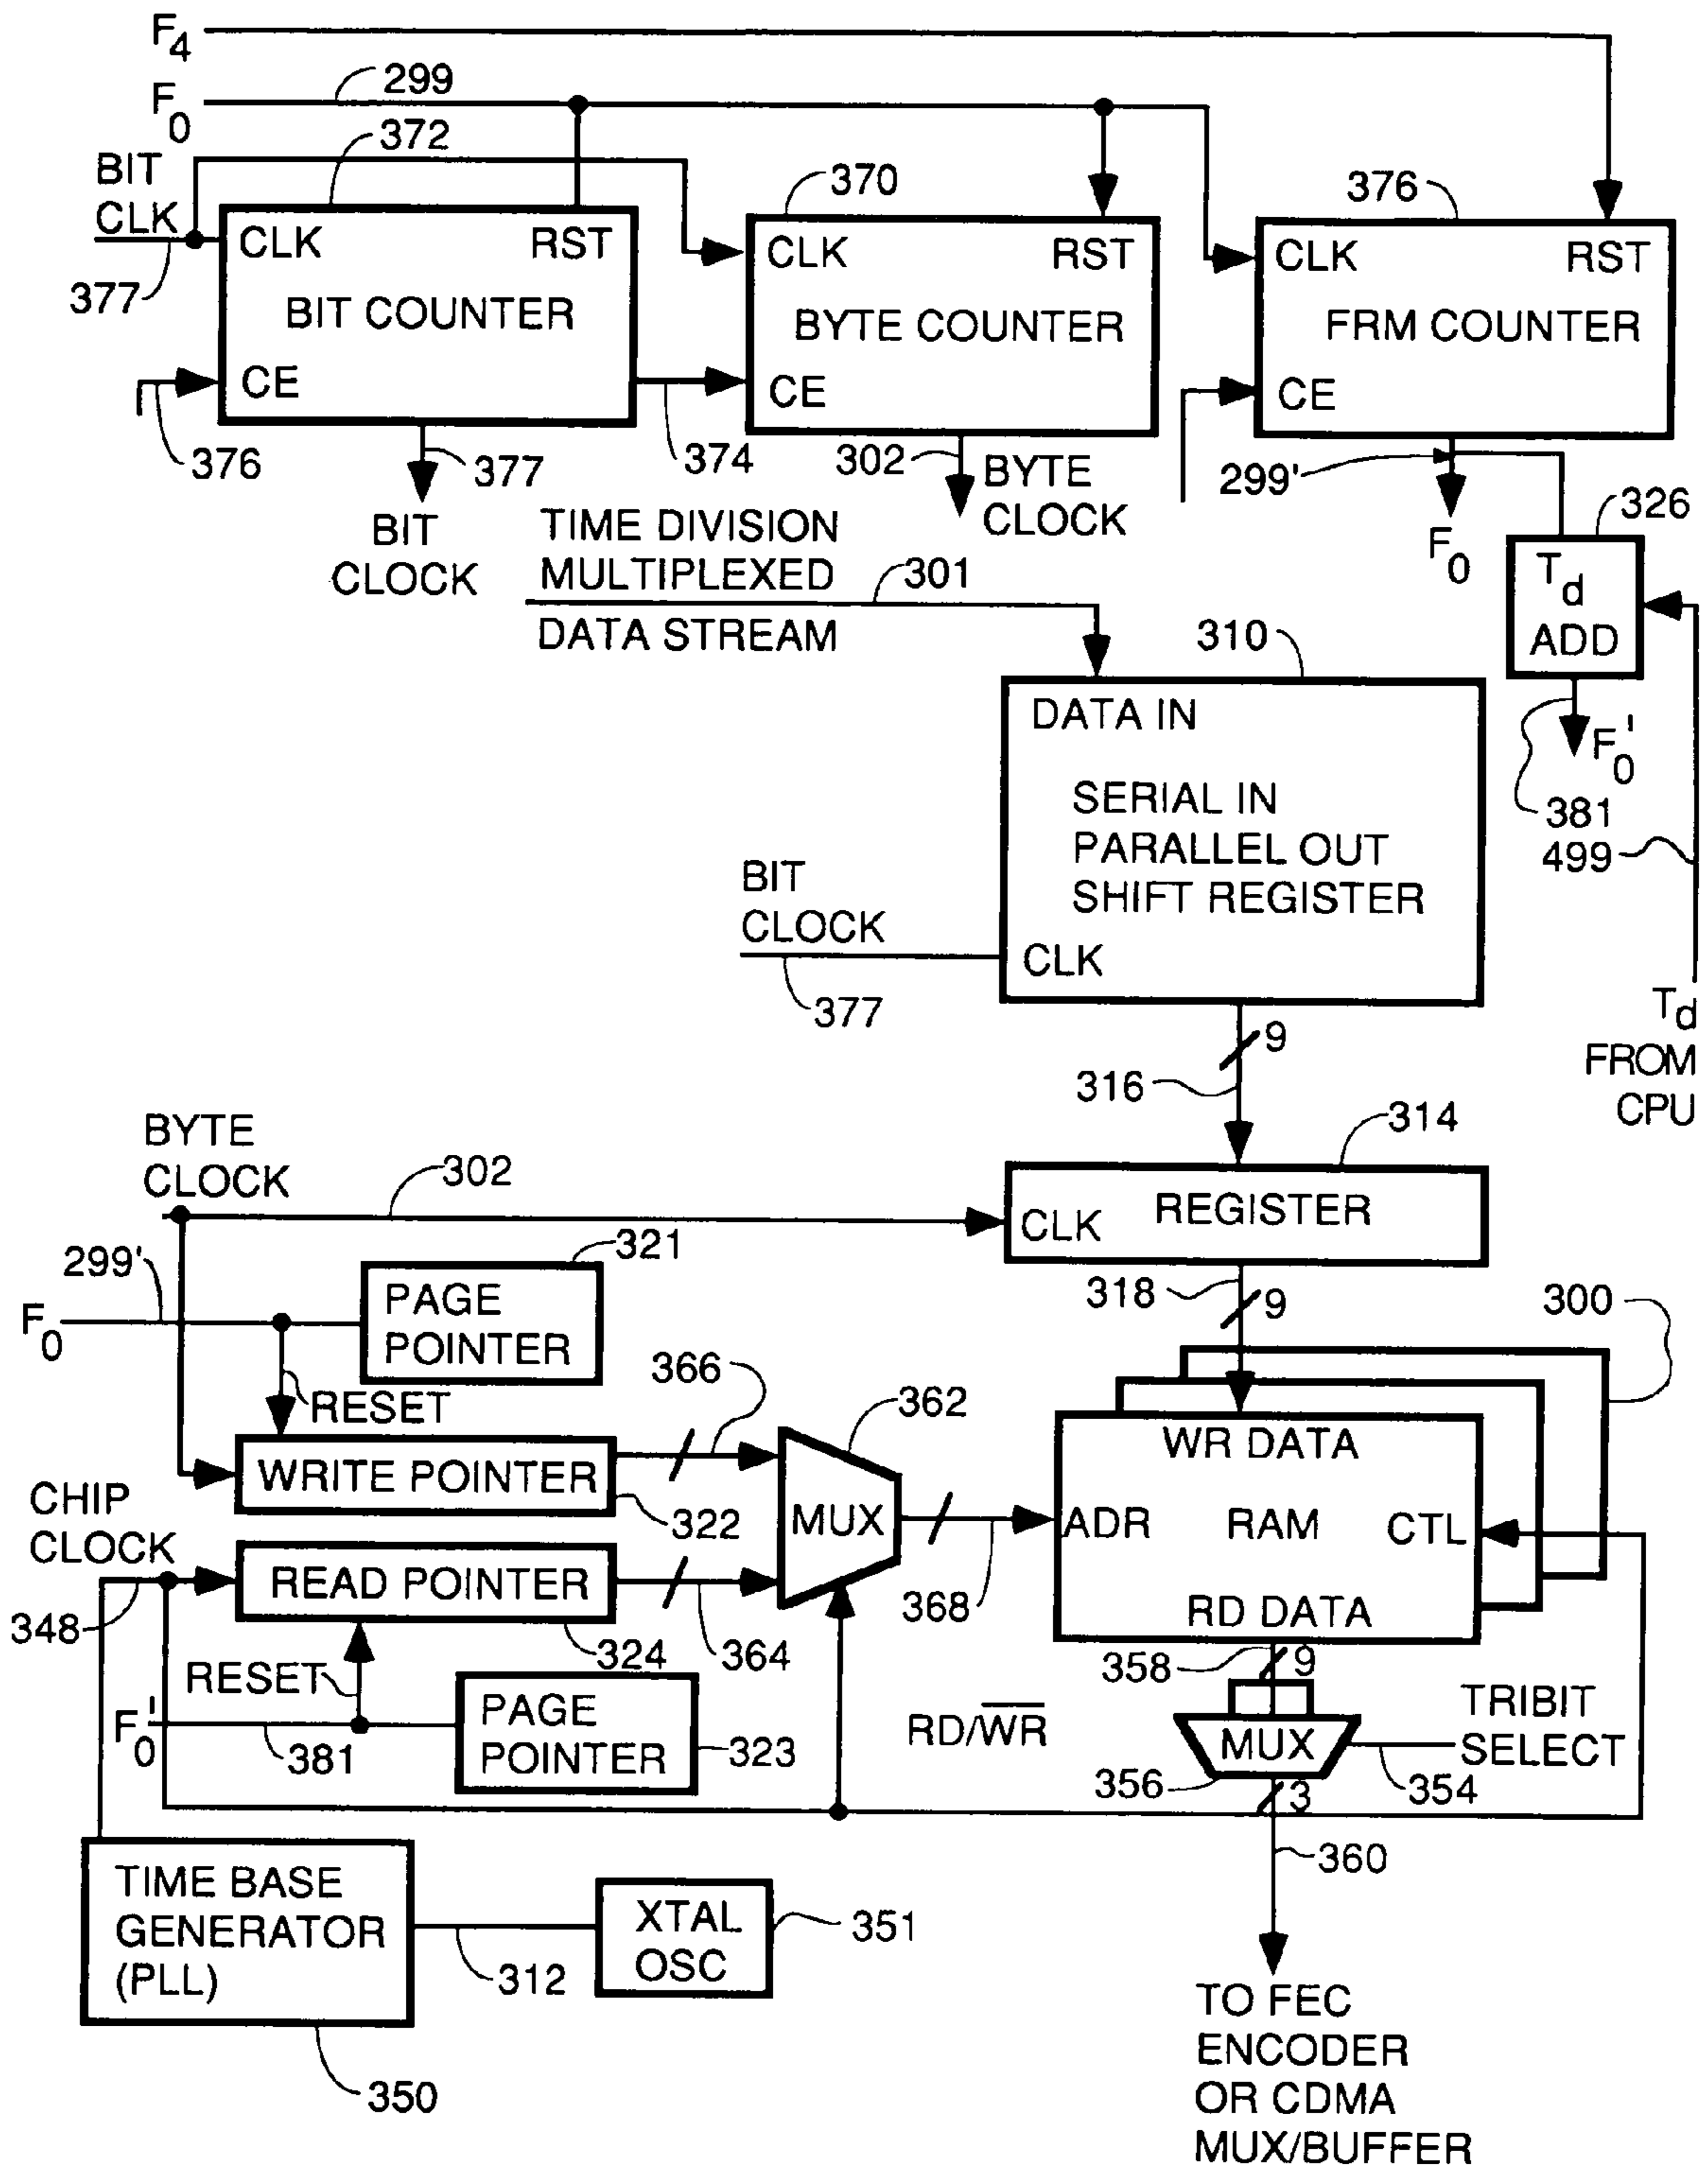 F4
F0
299
372
BIT
CLK
370
376
CLK
RST
CLK
RST
CLK
RST
377
BIT COUNTER
BYTE COUNTER
FRM COUNTER
CE
CE
CE
376
377
374
302
BYTE
CLOCK
299'
326
BIT
CLOCK
F0
Td
ADD
TIME DIVISION
MULTIPLEXED
DATA STREAM
301
310
DATA IN
F0'
381
499
SERIAL IN
PARALLEL OUT
SHIFT REGISTER
BIT
CLOCK
CLK
377
Td
FROM
CPU
9
316
314
BYTE
CLOCK
302
REGISTER
CLK
299'
321
318
9
300
F0
PAGE
POINTER
RESET
366
362
WR DATA
WRITE POINTER
322
MUX
ADR
RAM
CTL
CHIP
CLOCK
READ POINTER
368
RD DATA
348
324
364
358
9
RESET
F0'
381
PAGE
POINTER
323
RD/W̅R̅
MUX
TRIBIT
SELECT
356
354
3
360
TIME BASE
GENERATOR
(PLL)
312
XTAL
OSC
351
350
TO FEC
ENCODER
OR CDMA
MUX/BUFFER